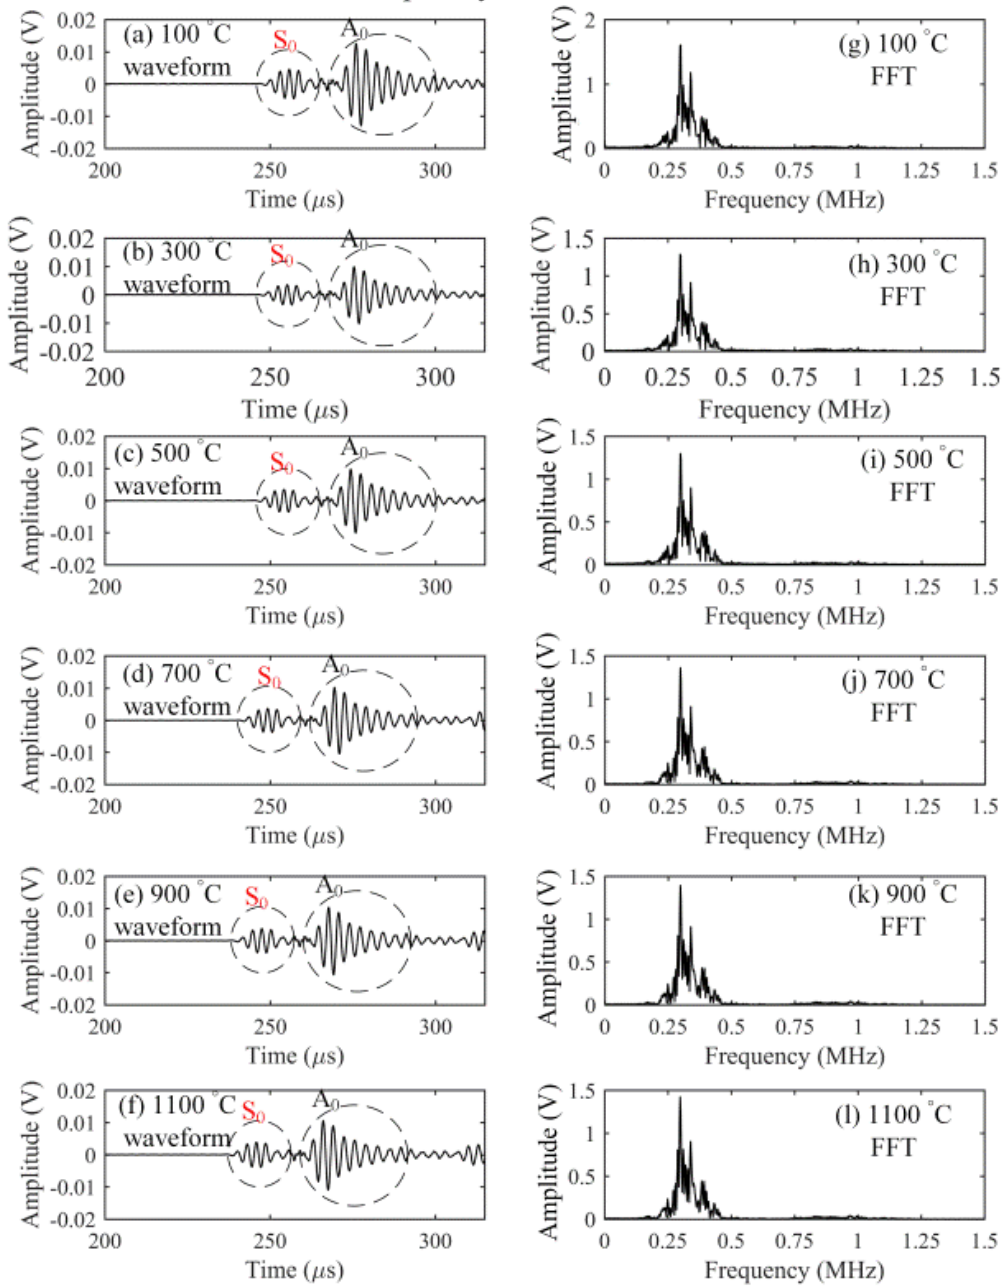 (a) 100 °C
waveform
S₀
A₀
Amplitude (V)
0.02
0.01
0
-0.01
-0.02
200
250
300
Time (μs)
(g) 100 °C
FFT
Amplitude (V)
2
1
0
0
0.25
0.5
0.75
1
1.25
1.5
Frequency (MHz)
(b) 300 °C
waveform
S₀
A₀
Amplitude (V)
0.02
0.01
0
-0.01
-0.02
200
250
300
Time (μs)
(h) 300 °C
FFT
Amplitude (V)
1.5
1
0.5
0
0
0.25
0.5
0.75
1
1.25
1.5
Frequency (MHz)
(c) 500 °C
waveform
S₀
A₀
Amplitude (V)
0.02
0.01
0
-0.01
-0.02
200
250
300
Time (μs)
(i) 500 °C
FFT
Amplitude (V)
1.5
1
0.5
0
0
0.25
0.5
0.75
1
1.25
1.5
Frequency (MHz)
(d) 700 °C
waveform
S₀
A₀
Amplitude (V)
0.02
0.01
0
-0.01
-0.02
200
250
300
Time (μs)
(j) 700 °C
FFT
Amplitude (V)
1.5
1
0.5
0
0
0.25
0.5
0.75
1
1.25
1.5
Frequency (MHz)
(e) 900 °C
waveform
S₀
A₀
Amplitude (V)
0.02
0.01
0
-0.01
-0.02
200
250
300
Time (μs)
(k) 900 °C
FFT
Amplitude (V)
1.5
1
0.5
0
0
0.25
0.5
0.75
1
1.25
1.5
Frequency (MHz)
(f) 1100 °C
waveform
S₀
A₀
Amplitude (V)
0.02
0.01
0
-0.01
-0.02
200
250
300
Time (μs)
(l) 1100 °C
FFT
Amplitude (V)
1.5
1
0.5
0
0
0.25
0.5
0.75
1
1.25
1.5
Frequency (MHz)